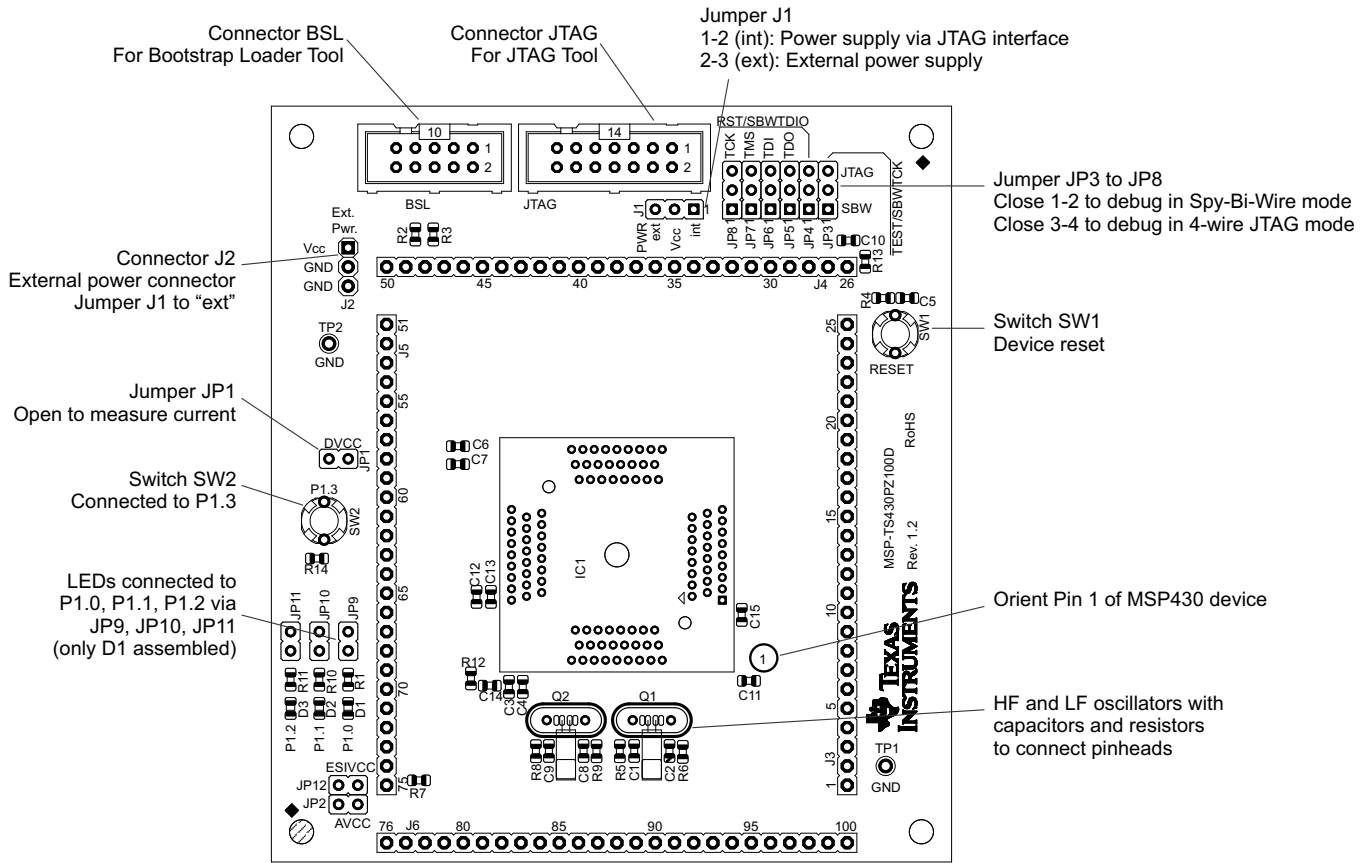 Connector BSL
For Bootstrap Loader Tool
Connector JTAG
For JTAG Tool
Jumper J1
1-2 (int): Power supply via JTAG interface
2-3 (ext): External power supply
10
1
2
BSL
14
1
2
JTAG
RST/SBWTDIO
TCK
TMS
TDI
TDO
JTAG
SBW
TEST/SBWTCK
JP8
1
JP7
1
JP6
1
JP5
1
JP4
1
JP3
1
J1
1
PWR
ext
Vcc
int
Jumper JP3 to JP8
Close 1-2 to debug in Spy-Bi-Wire mode
Close 3-4 to debug in 4-wire JTAG mode
Ext.
Pwr.
Vcc
GND
GND
J2
R2
R3
C10
R13
Connector J2
External power connector
Jumper J1 to “ext”
50
45
40
35
30
J4
26
R4
C5
SW1
RESET
Switch SW1
Device reset
TP2
GND
51
J5
55
60
65
70
75
25
20
15
10
5
J3
1
Jumper JP1
Open to measure current
DVCC
JP1
C6
C7
Switch SW2
Connected to P1.3
P1.3
SW2
R14
IC1
C12
C13
C15
MSP-TS430PZ100D
Rev. 1.2
RoHS
LEDs connected to
P1.0, P1.1, P1.2 via
JP9, JP10, JP11
(only D1 assembled)
JP11
JP10
JP9
R11
R10
R1
D3
D2
D1
P1.2
P1.1
P1.0
1
Orient Pin 1 of MSP430 device
TEXAS
INSTRUMENTS
R12
C14
C3
C4
C11
Q2
Q1
R8
C9
C8
R9
R5
C1
C2
R6
HF and LF oscillators with
capacitors and resistors
to connect pinheads
TP1
GND
ESIVCC
JP12
JP2
AVCC
R7
76
J6
80
85
90
95
100